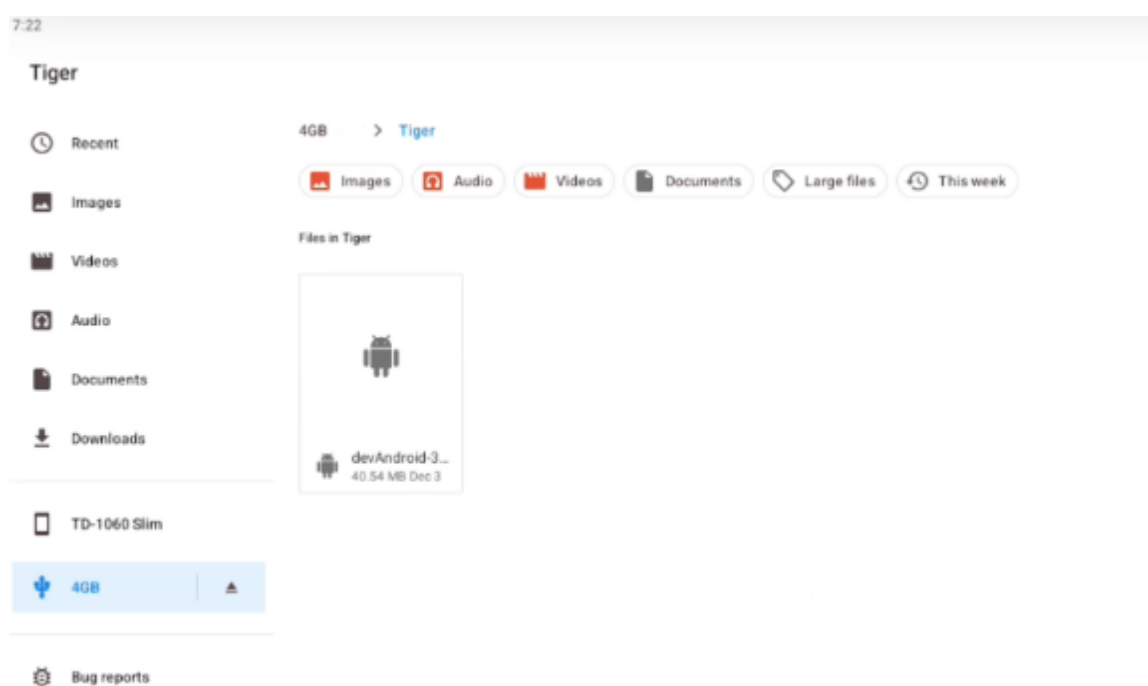 7:22
Tiger
Recent
Images
Videos
Audio
Documents
Downloads
TD-1060 Slim
4GB
Bug reports
4GB > Tiger
Images Audio Videos Documents Large files This week
Files in Tiger
devAndroid-3...
40.54 MB Dec 3